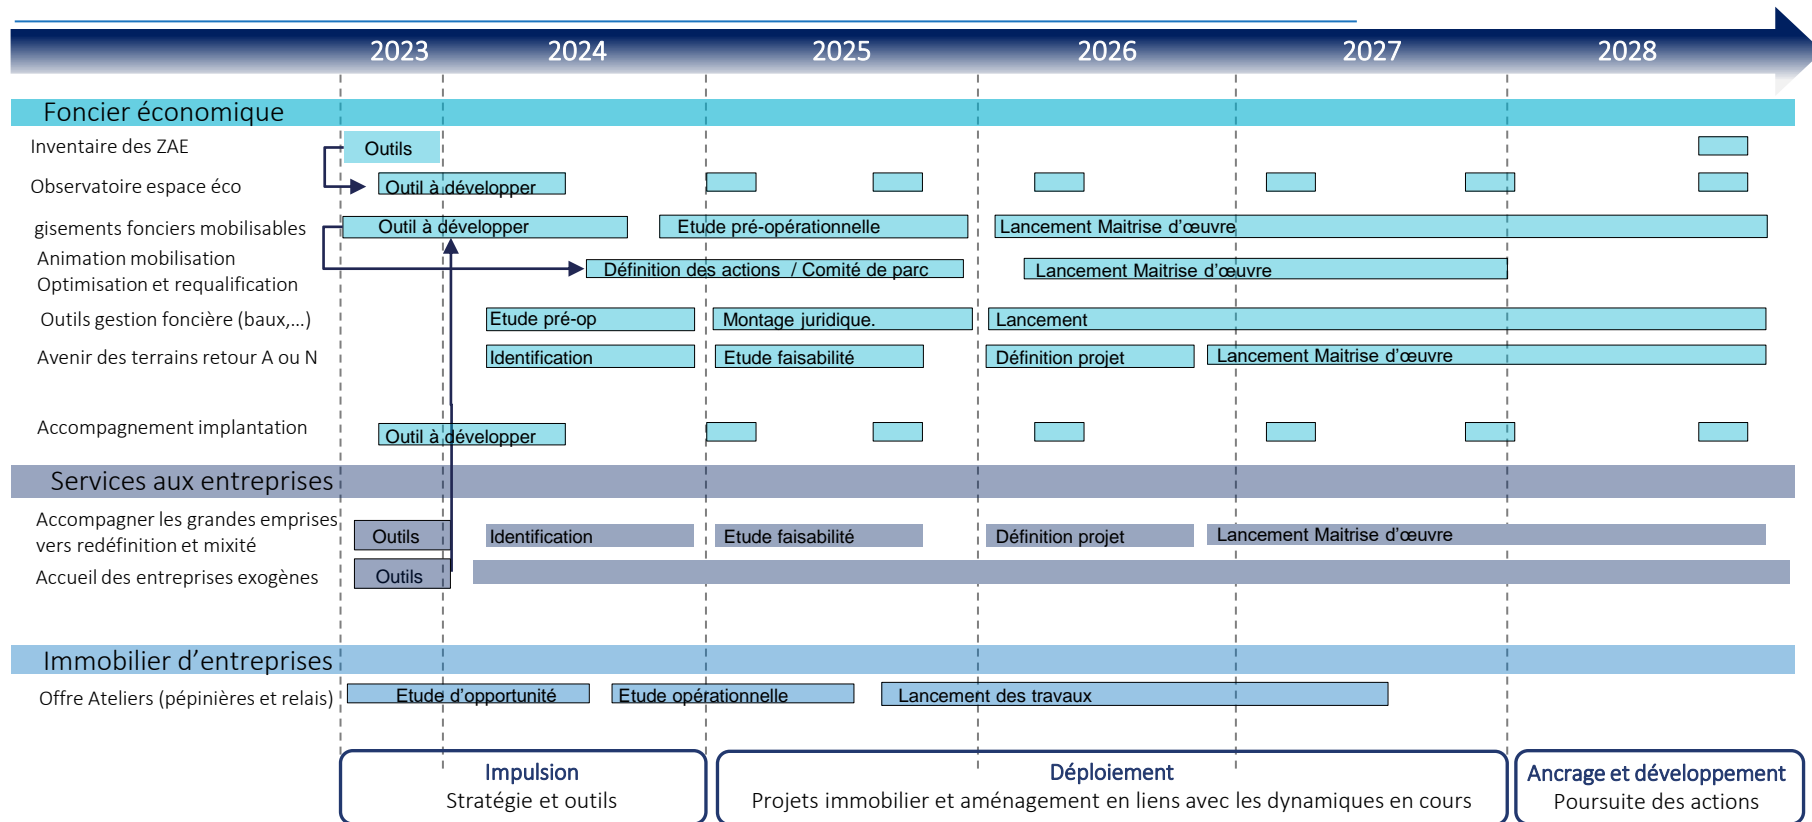 2023 2024 2025 2026 2027 2028
Foncier économique
Inventaire des ZAE Outils
Observatoire espace éco Outil à développer
gisements fonciers mobilisables Outil à développer Etude pré-opérationnelle Lancement Maitrise d'œuvre
Animation mobilisation
Optimisation et requalification Définition des actions / Comité de parc Lancement Maitrise d'œuvre
Outils gestion foncière (baux,...) Etude pré-op Montage juridique. Lancement
Avenir des terrains retour A ou N Identification Etude faisabilité Définition projet Lancement Maitrise d'œuvre
Accompagnement implantation Outil à développer
Services aux entreprises
Accompagner les grandes emprises
vers redéfinition et mixité Outils Identification Etude faisabilité Définition projet Lancement Maitrise d'œuvre
Accueil des entreprises exogènes Outils
Immobilier d'entreprises
Offre Ateliers (pépinières et relais) Etude d'opportunité Etude opérationnelle Lancement des travaux
Impulsion
Stratégie et outils
Déploiement
Projets immobilier et aménagement en liens avec les dynamiques en cours
Ancrage et développement
Poursuite des actions